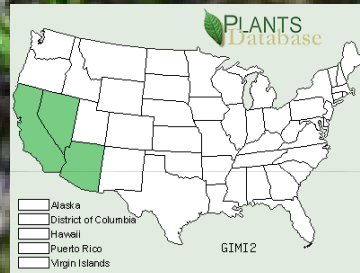 PLANTS
Database
Alaska
District of Columbia
Hawaii
Puerto Rico
Virgin Islands
GIMI2